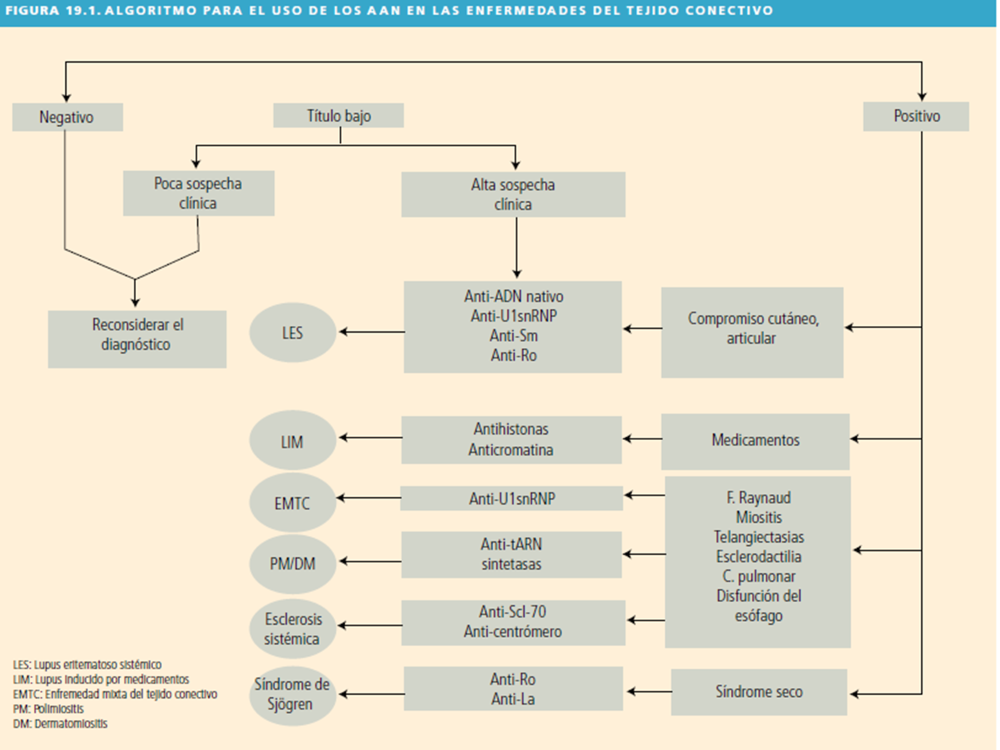 FIGURA 19.1. ALGORITMO PARA EL USO DE LOS AAN EN LAS ENFERMEDADES DEL TEJIDO CONECTIVO
Negativo
Título bajo
Positivo
Poca sospecha
clínica
Alta sospecha
clínica
Reconsiderar el
diagnóstico
LES
Anti-ADN nativo
Anti-U1snRNP
Anti-Sm
Anti-Ro
Compromiso cutáneo,
articular
LIM
Antihistonas
Anticromatina
Medicamentos
EMTC
Anti-U1snRNP
F. Raynaud
Miositis
Telangiectasias
Esclerodactilia
C. pulmonar
Disfunción del
esófago
PM/DM
Anti-tARN
sintetasas
Esclerosis
sistémica
Anti-Scl-70
Anti-centrómero
Síndrome de
Sjögren
Anti-Ro
Anti-La
Síndrome seco
LES: Lupus eritematoso sistémico
LIM: Lupus inducido por medicamentos
EMTC: Enfremedad mixta del tejido conectivo
PM: Polimiositis
DM: Dermatomiositis